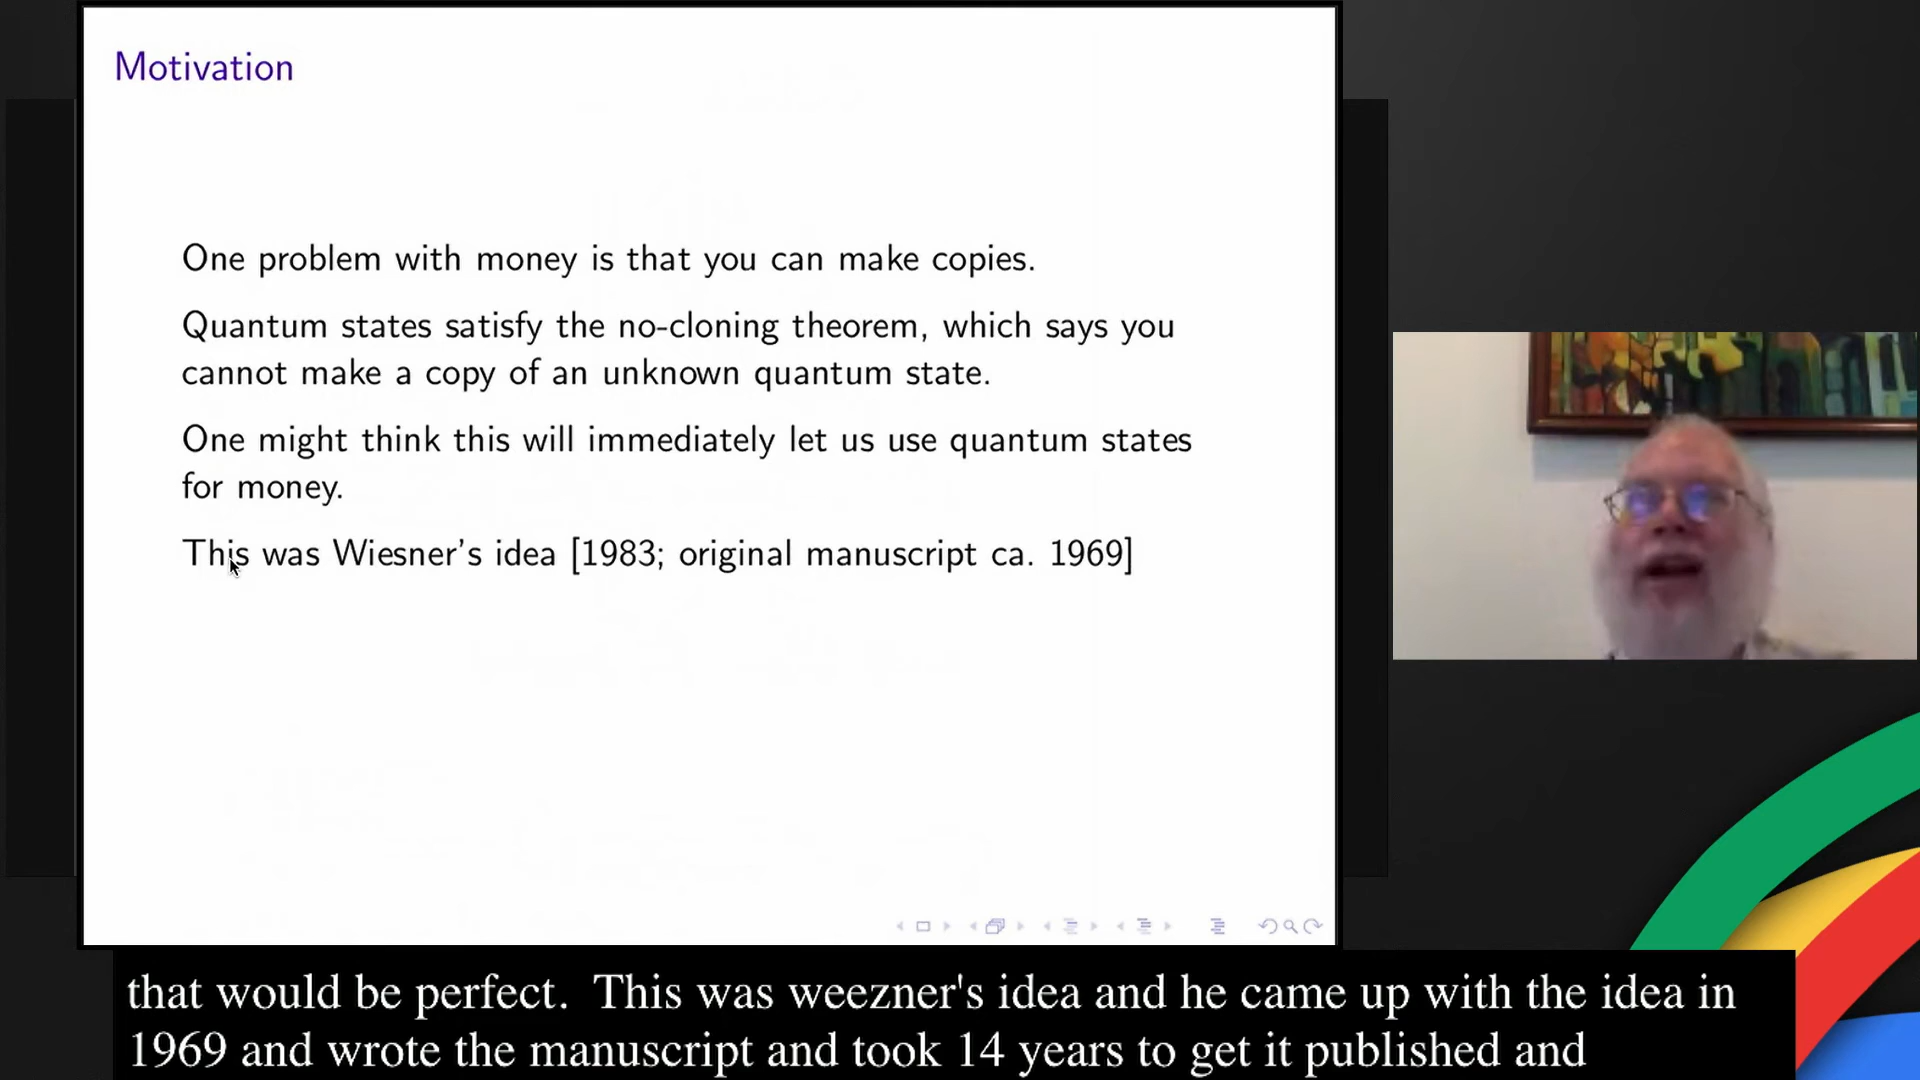 Motivation
One problem with money is that you can make copies.
Quantum states satisfy the no-cloning theorem, which says you
cannot make a copy of an unknown quantum state.
One might think this will immediately let us use quantum states
for money.
This was Wiesner's idea [1983; original manuscript ca. 1969]
that would be perfect. This was weezner's idea and he came up with the idea in
1969 and wrote the manuscript and took 14 years to get it published and